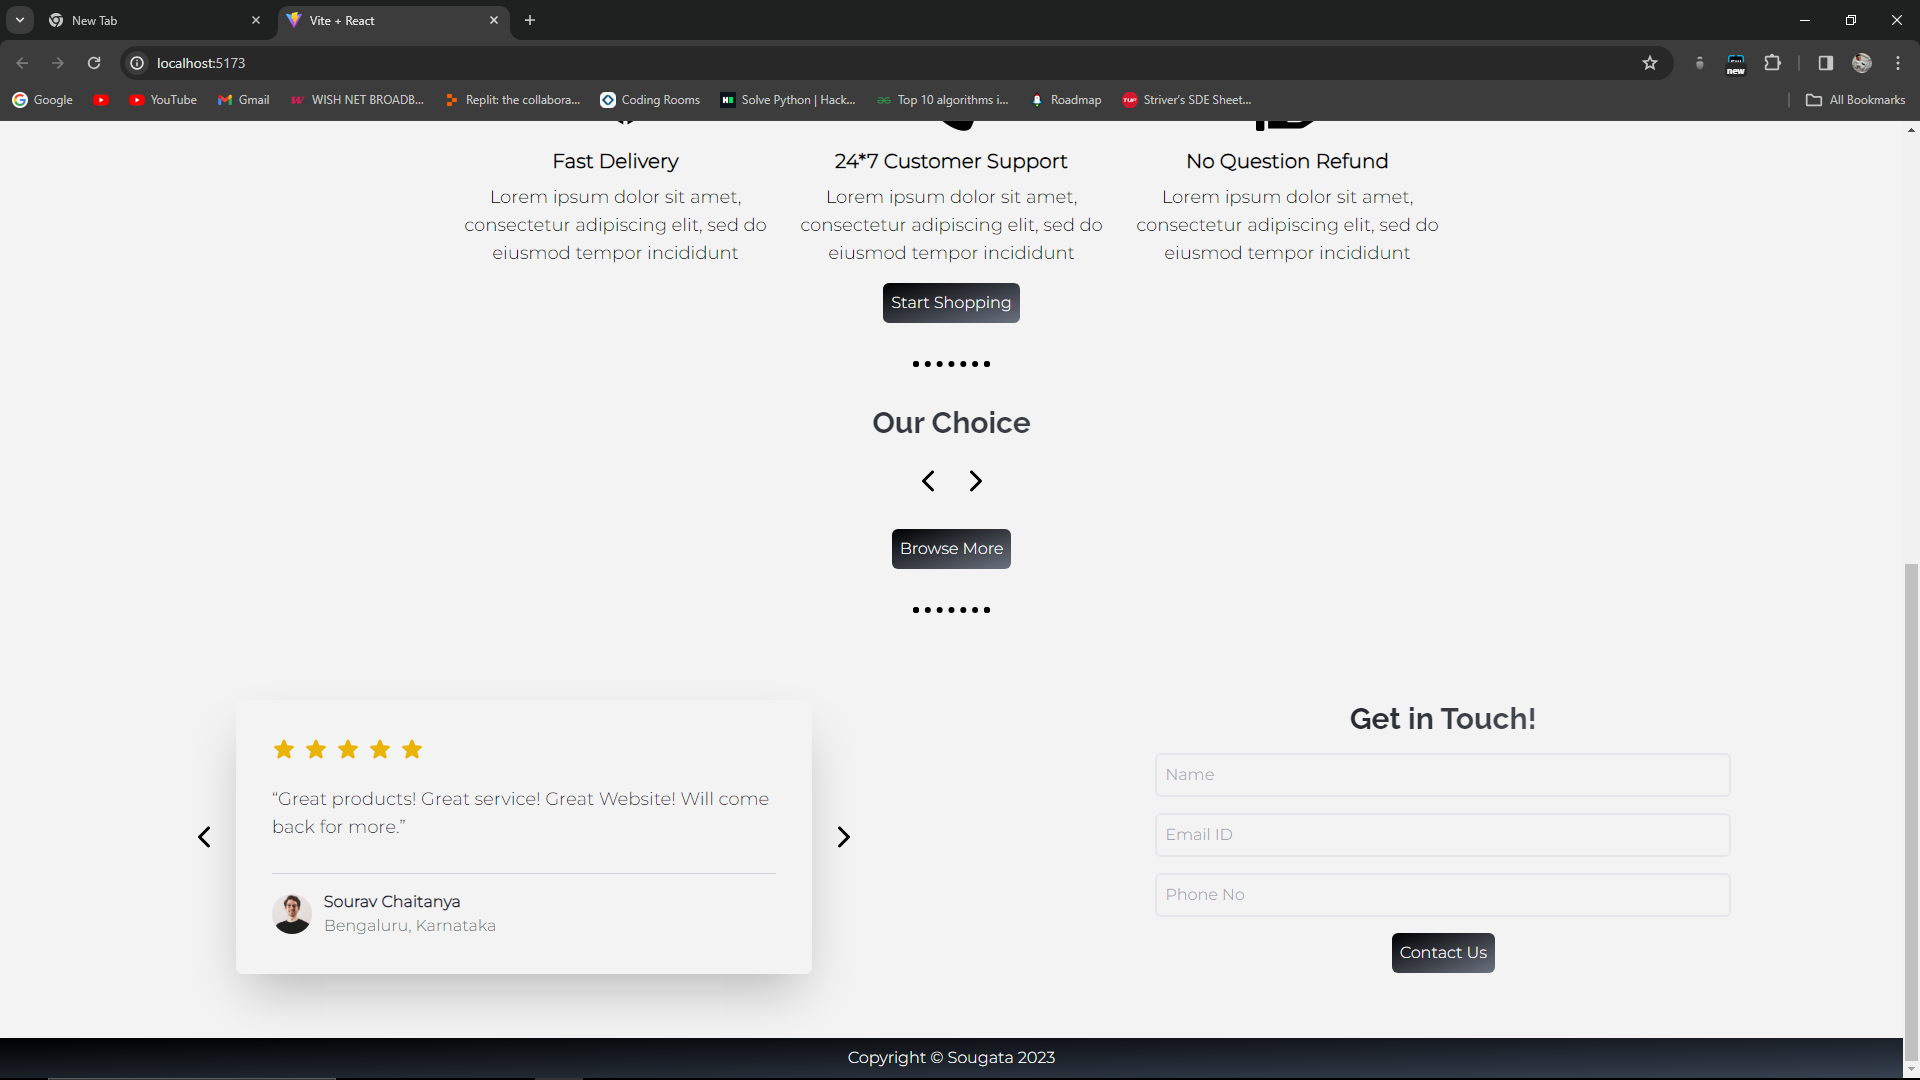 New Tab
Vite + React
localhost:5173
new
Google
YouTube
Gmail
WISH NET BROADB...
Replit: the collabora...
Coding Rooms
Solve Python | Hack...
Top 10 algorithms i...
Roadmap
Striver's SDE Sheet...
All Bookmarks
Fast Delivery
Lorem ipsum dolor sit amet,
consectetur adipiscing elit, sed do
eiusmod tempor incididunt
24*7 Customer Support
Lorem ipsum dolor sit amet,
consectetur adipiscing elit, sed do
eiusmod tempor incididunt
No Question Refund
Lorem ipsum dolor sit amet,
consectetur adipiscing elit, sed do
eiusmod tempor incididunt
Start Shopping
Our Choice
Browse More
“Great products! Great service! Great Website! Will come
back for more.”
Sourav Chaitanya
Bengaluru, Karnataka
Get in Touch!
Name
Email ID
Phone No
Contact Us
Copyright © Sougata 2023